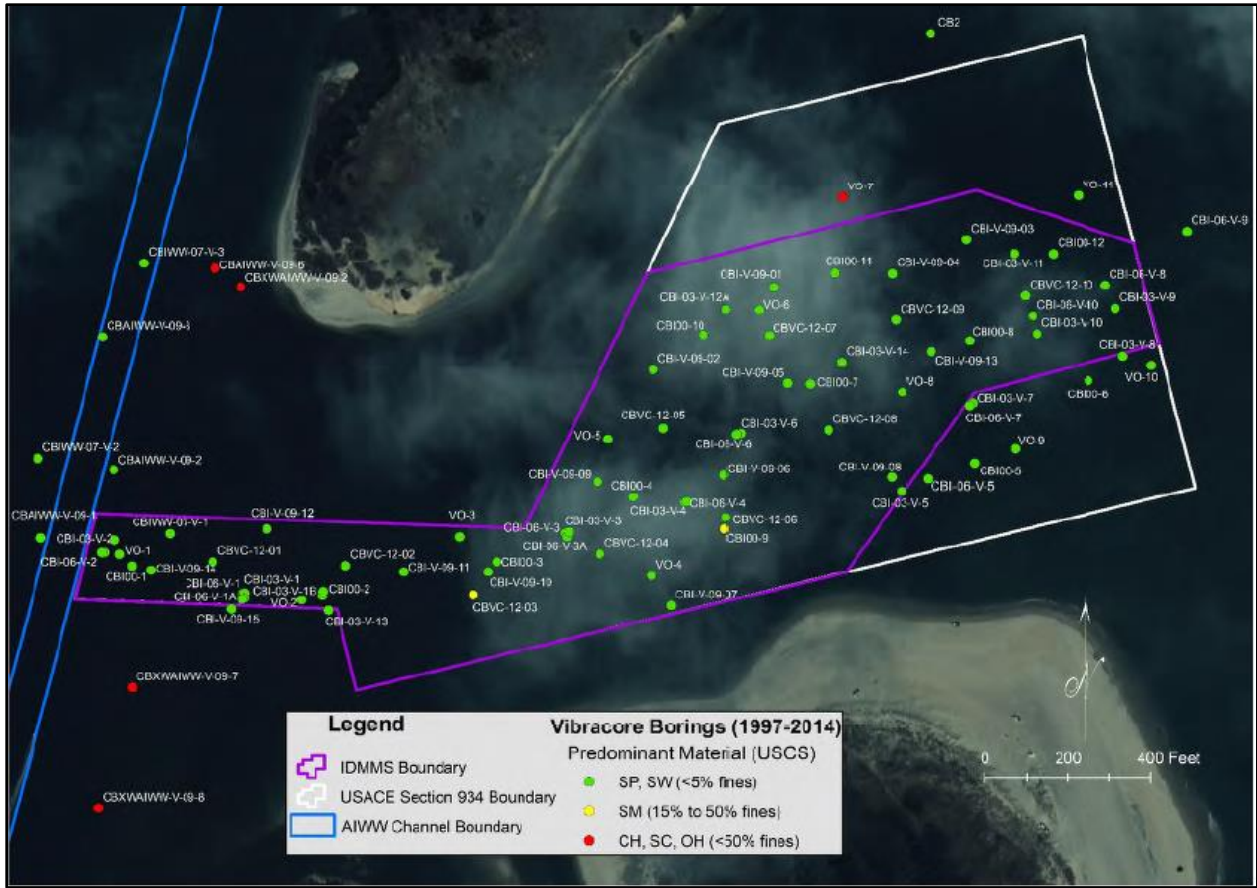 CB2
VO-7
VO-11
CBI-06-V-9
CBI-V-09-03
CBIWW-07-V-3
CBAIWW-V-09-6
CBI-03-V-11
CBI00-12
CBXWAIWW-V-09-2
CBI00-11
CBI-V-09-04
CBI-V-09-01
CBI-06-V-8
CBVC-12-10
CBI-03-V-12A
VO-6
CBI-06-V-10
CBI-03-V-9
CBVC-12-09
CBI-03-V-10
CBI00-10
CBVC-12-07
CBI00-8
CBI-03-V-14
CBI-V-09-13
CBI-03-V-8
CBI-V-09-02
VO-10
CBI-V-09-05
CBI00-7
VO-8
CBI00-6
CBI-03-V-7
CBI-06-V-7
CBVC-12-05
CBI-03-V-6
VO-5
CBI-06-V-6
VO-9
CBIWW-07-V-2
CBAIWW-V-09-2
CBI-V-09-09
CBI-V-09-06
CBI00-5
CBI00-4
CBI-06-V-5
CBI-03-V-4
CBI-06-V-4
CBI-03-V-5
CBAIWW-V-09-1
CBI-V-09-12
VO-3
CBVC-12-06
CBI00-9
CBI-03-V-2
CBI-06-V-3
CBI-03-V-3
CBI-06-V-3A
CBI-06-V-2
VO-1
CBVC-12-01
CBVC-12-02
CBVC-12-04
CBI00-1
CBI-V-09-14
CBI-V-09-11
CBI00-3
VO-4
CBI-06-V-1
CBI-03-V-1
CBI-V-09-10
CBI-06-V-1A
CBI-03-V-1B
CBI00-2
VO-2
CBVC-12-03
CBI-V-09-07
CBI-V-09-15
CBI-03-V-13
CBXWAIWW-V-09-7
CBXWAIWW-V-09-8
Legend
IDMMS Boundary
USACE Section 934 Boundary
AIWW Channel Boundary
Vibracore Borings (1997-2014)
Predominant Material (USCS)
SP, SW (<5% fines)
SM (15% to 50% fines)
CH, SC, OH (<50% fines)
0 200 400 Feet